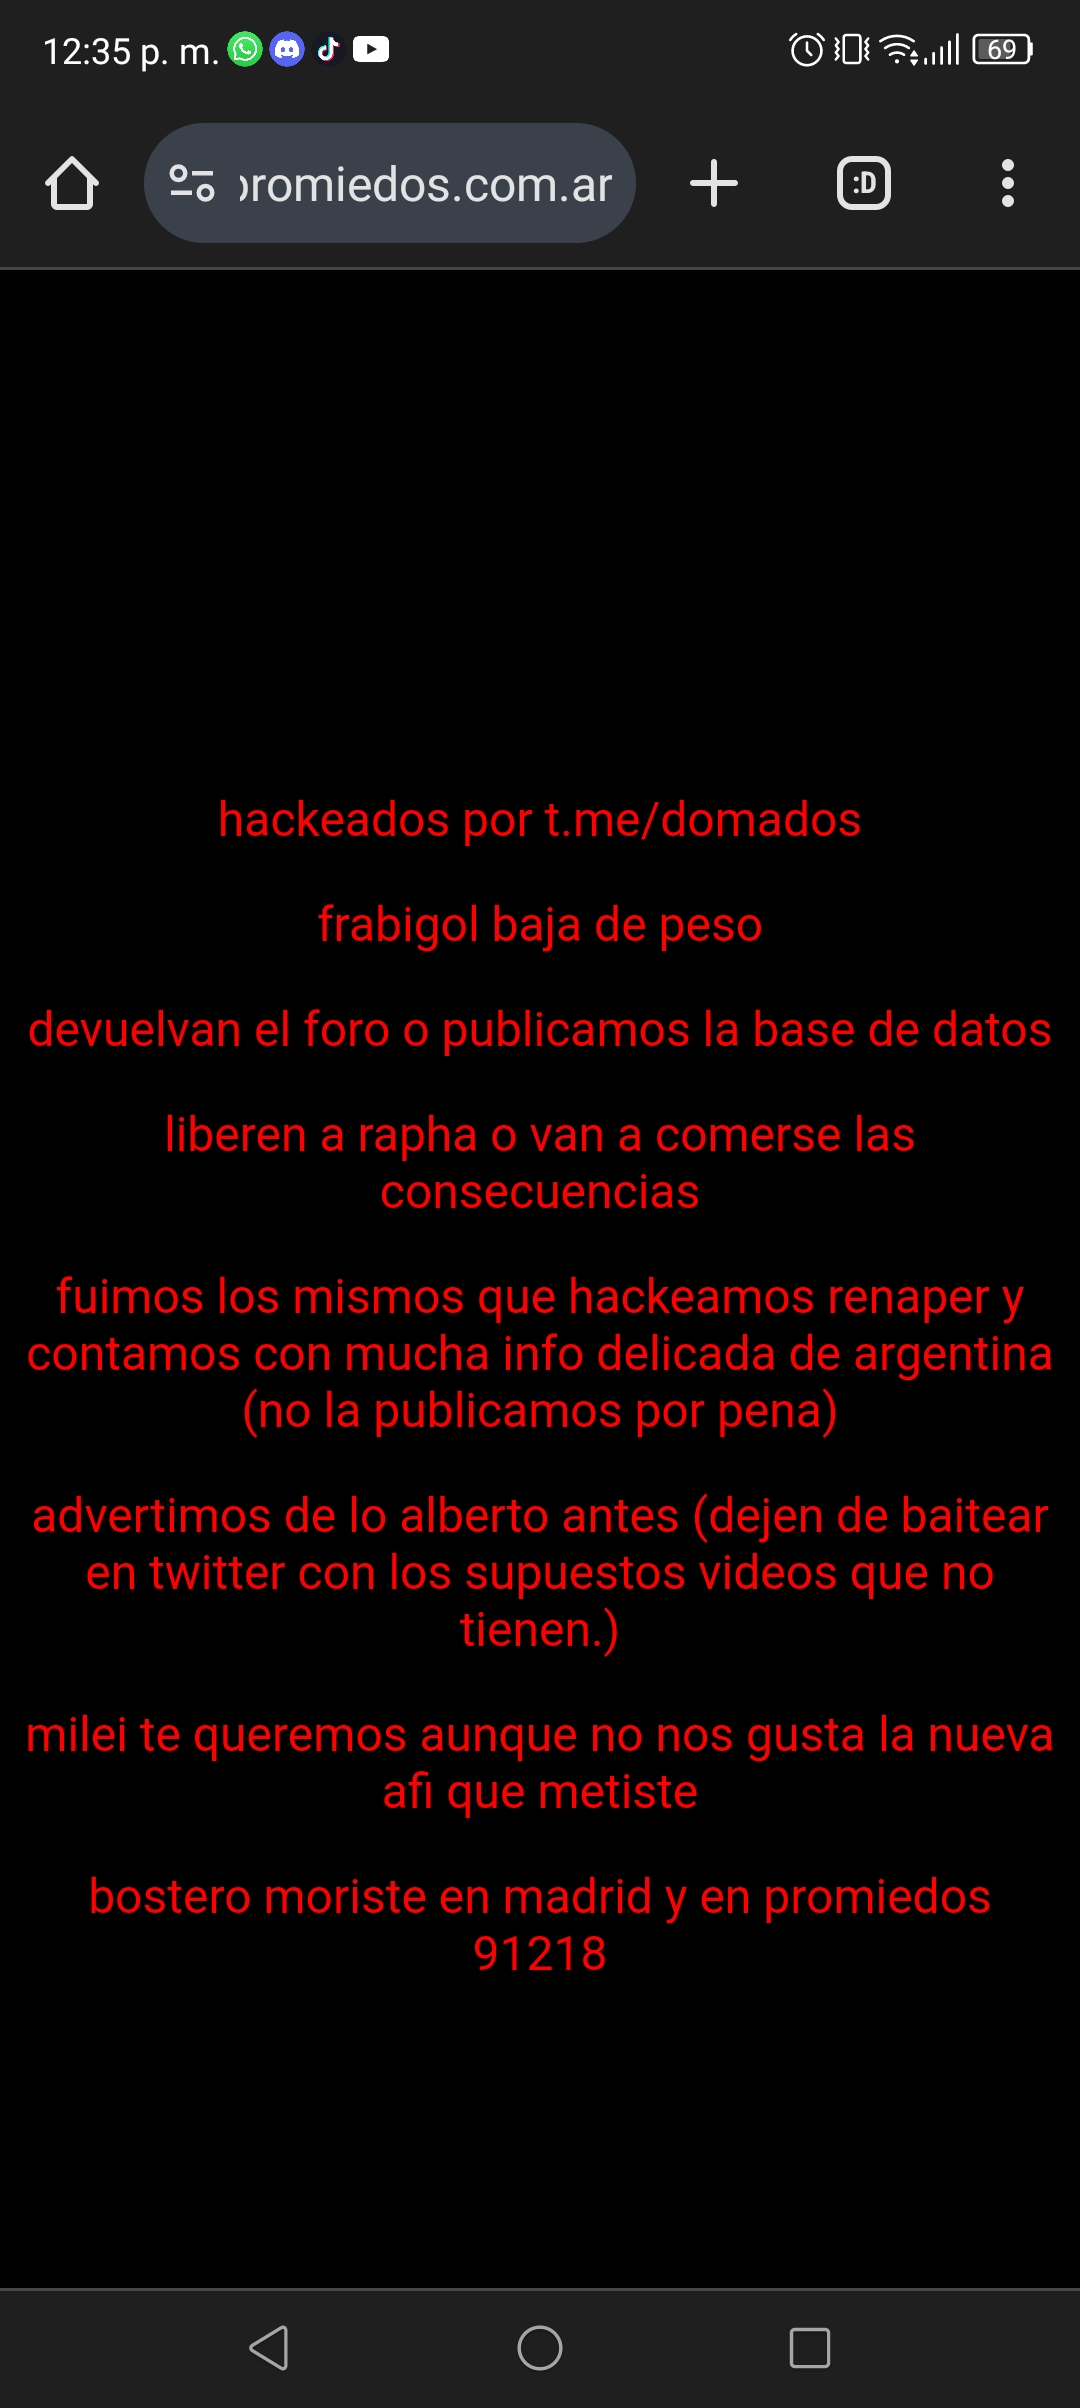 12:35 p. m.
69
promiedos.com.ar
:D
hackeados por t.me/domados
frabigol baja de peso
devuelvan el foro o publicamos la base de datos
liberen a rapha o van a comerse las
consecuencias
fuimos los mismos que hackeamos renaper y
contamos con mucha info delicada de argentina
(no la publicamos por pena)
advertimos de lo alberto antes (dejen de baitear
en twitter con los supuestos videos que no
tienen.)
milei te queremos aunque no nos gusta la nueva
afi que metiste
bostero moriste en madrid y en promiedos
91218